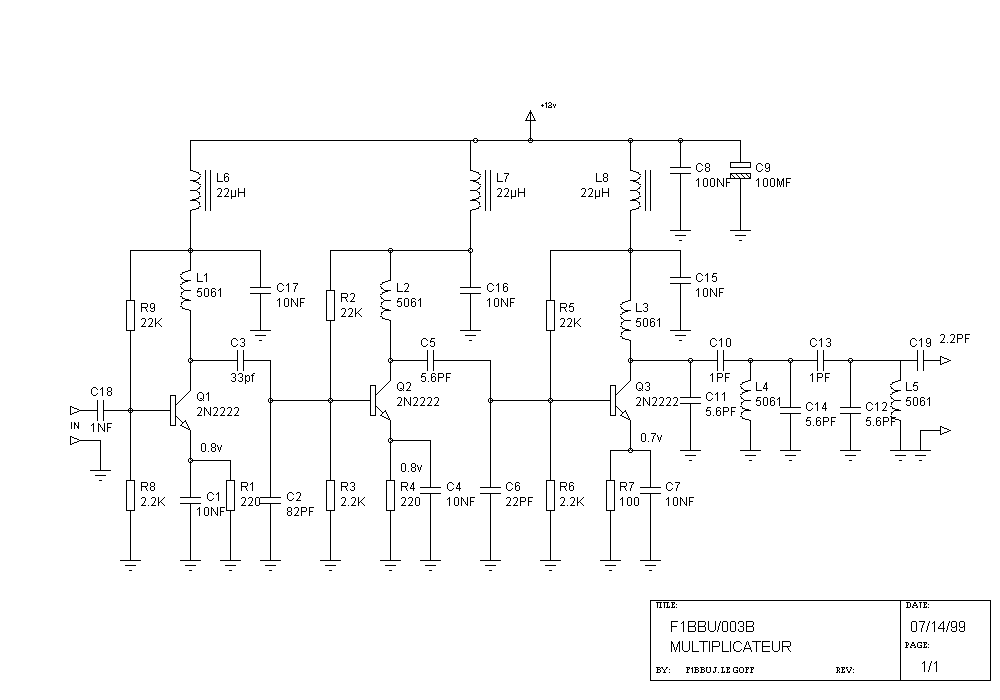 +12v
L6
22µH
L7
22µH
L8
22µH
C8
100NF
C9
100MF
R9
22K
L1
5061
C17
10NF
R2
22K
L2
5061
C16
10NF
R5
22K
L3
5061
C15
10NF
C3
33pf
C5
5.6PF
C10
1PF
C13
1PF
C19
2.2PF
C18
1NF
IN
Q1
2N2222
Q2
2N2222
Q3
2N2222
C11
5.6PF
L4
5061
C14
5.6PF
C12
5.6PF
L5
5061
0.8v
0.8v
0.7v
R8
2.2K
C1
10NF
R1
220
C2
82PF
R3
2.2K
R4
220
C4
10NF
C6
22PF
R6
2.2K
R7
100
C7
10NF
TITLE:
F1BBU/003B
MULTIPLICATEUR
DATE:
07/14/99
PAGE:
1/1
BY: F1BBU J. LE GOFF REV: